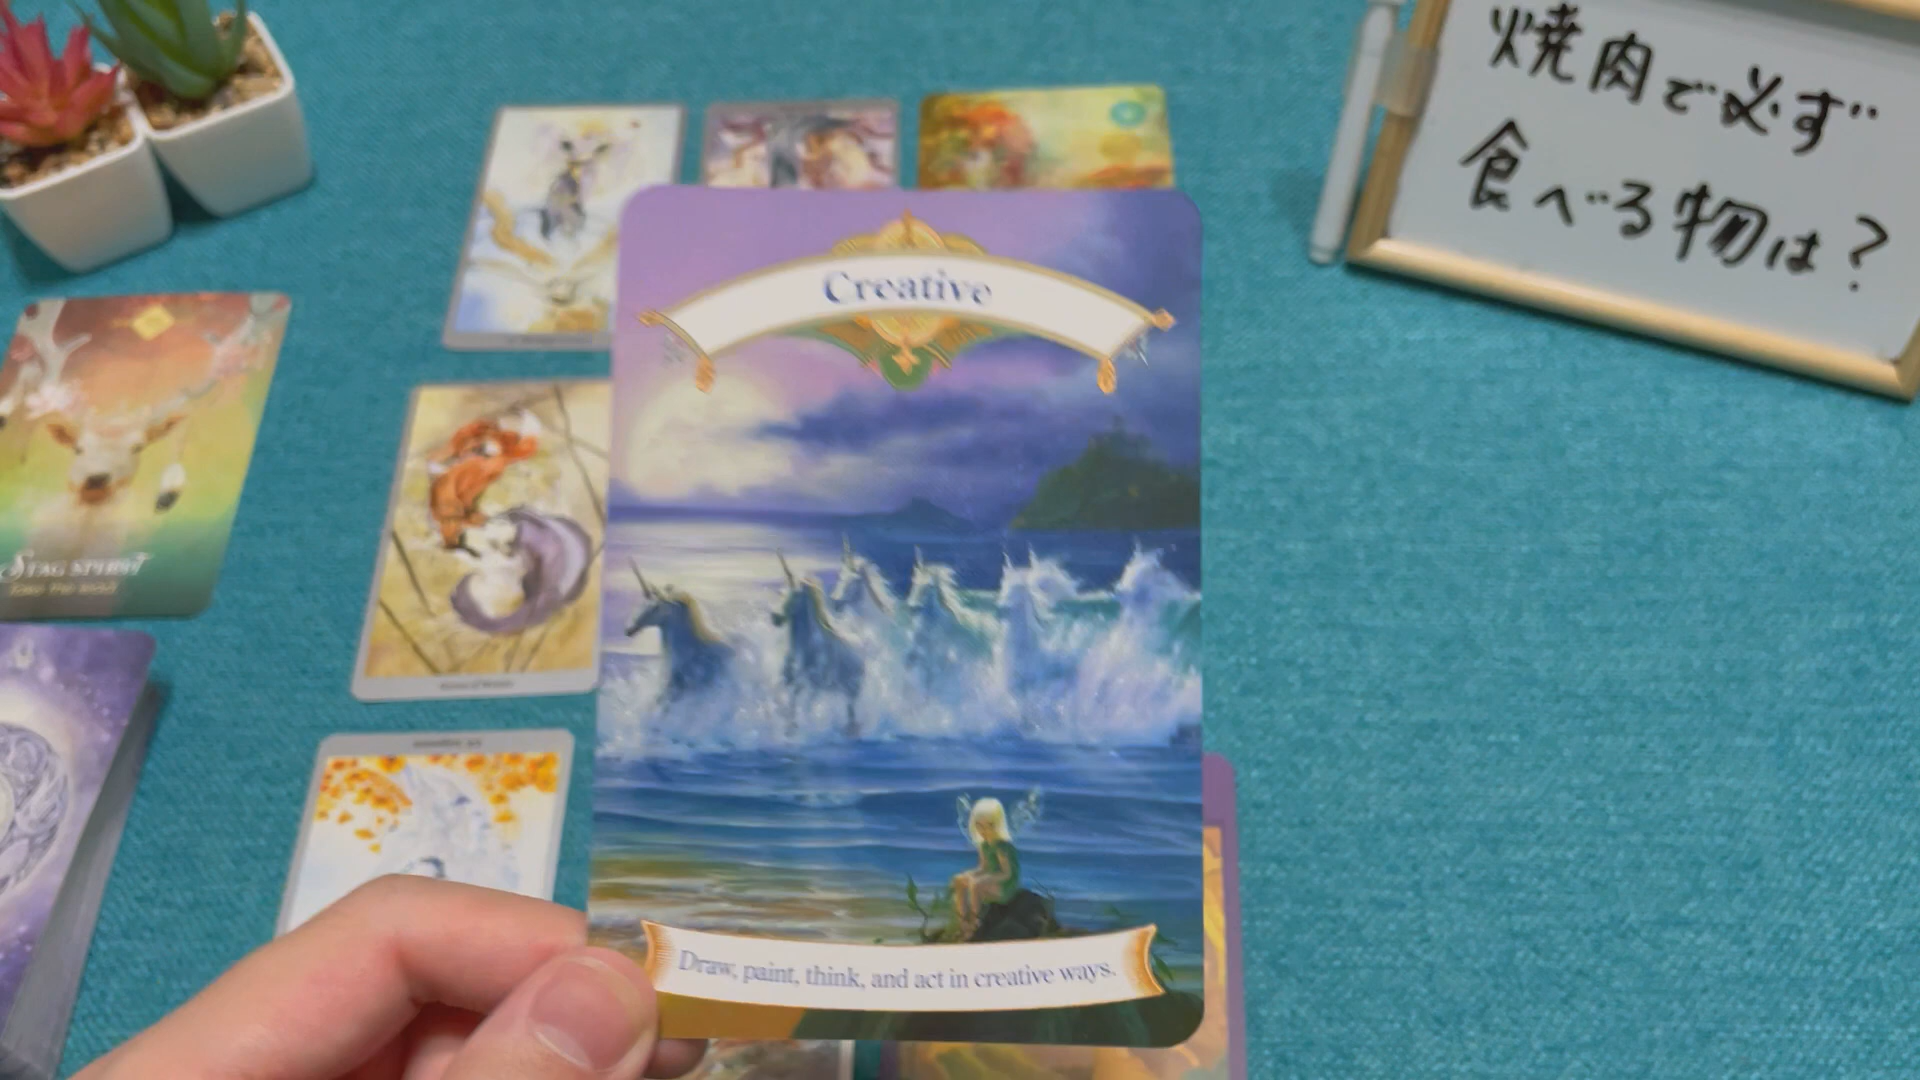 焼肉で必ず
食べる物は?
Creative
Draw, paint, think, and act in creative ways.
STAG SPIRIT